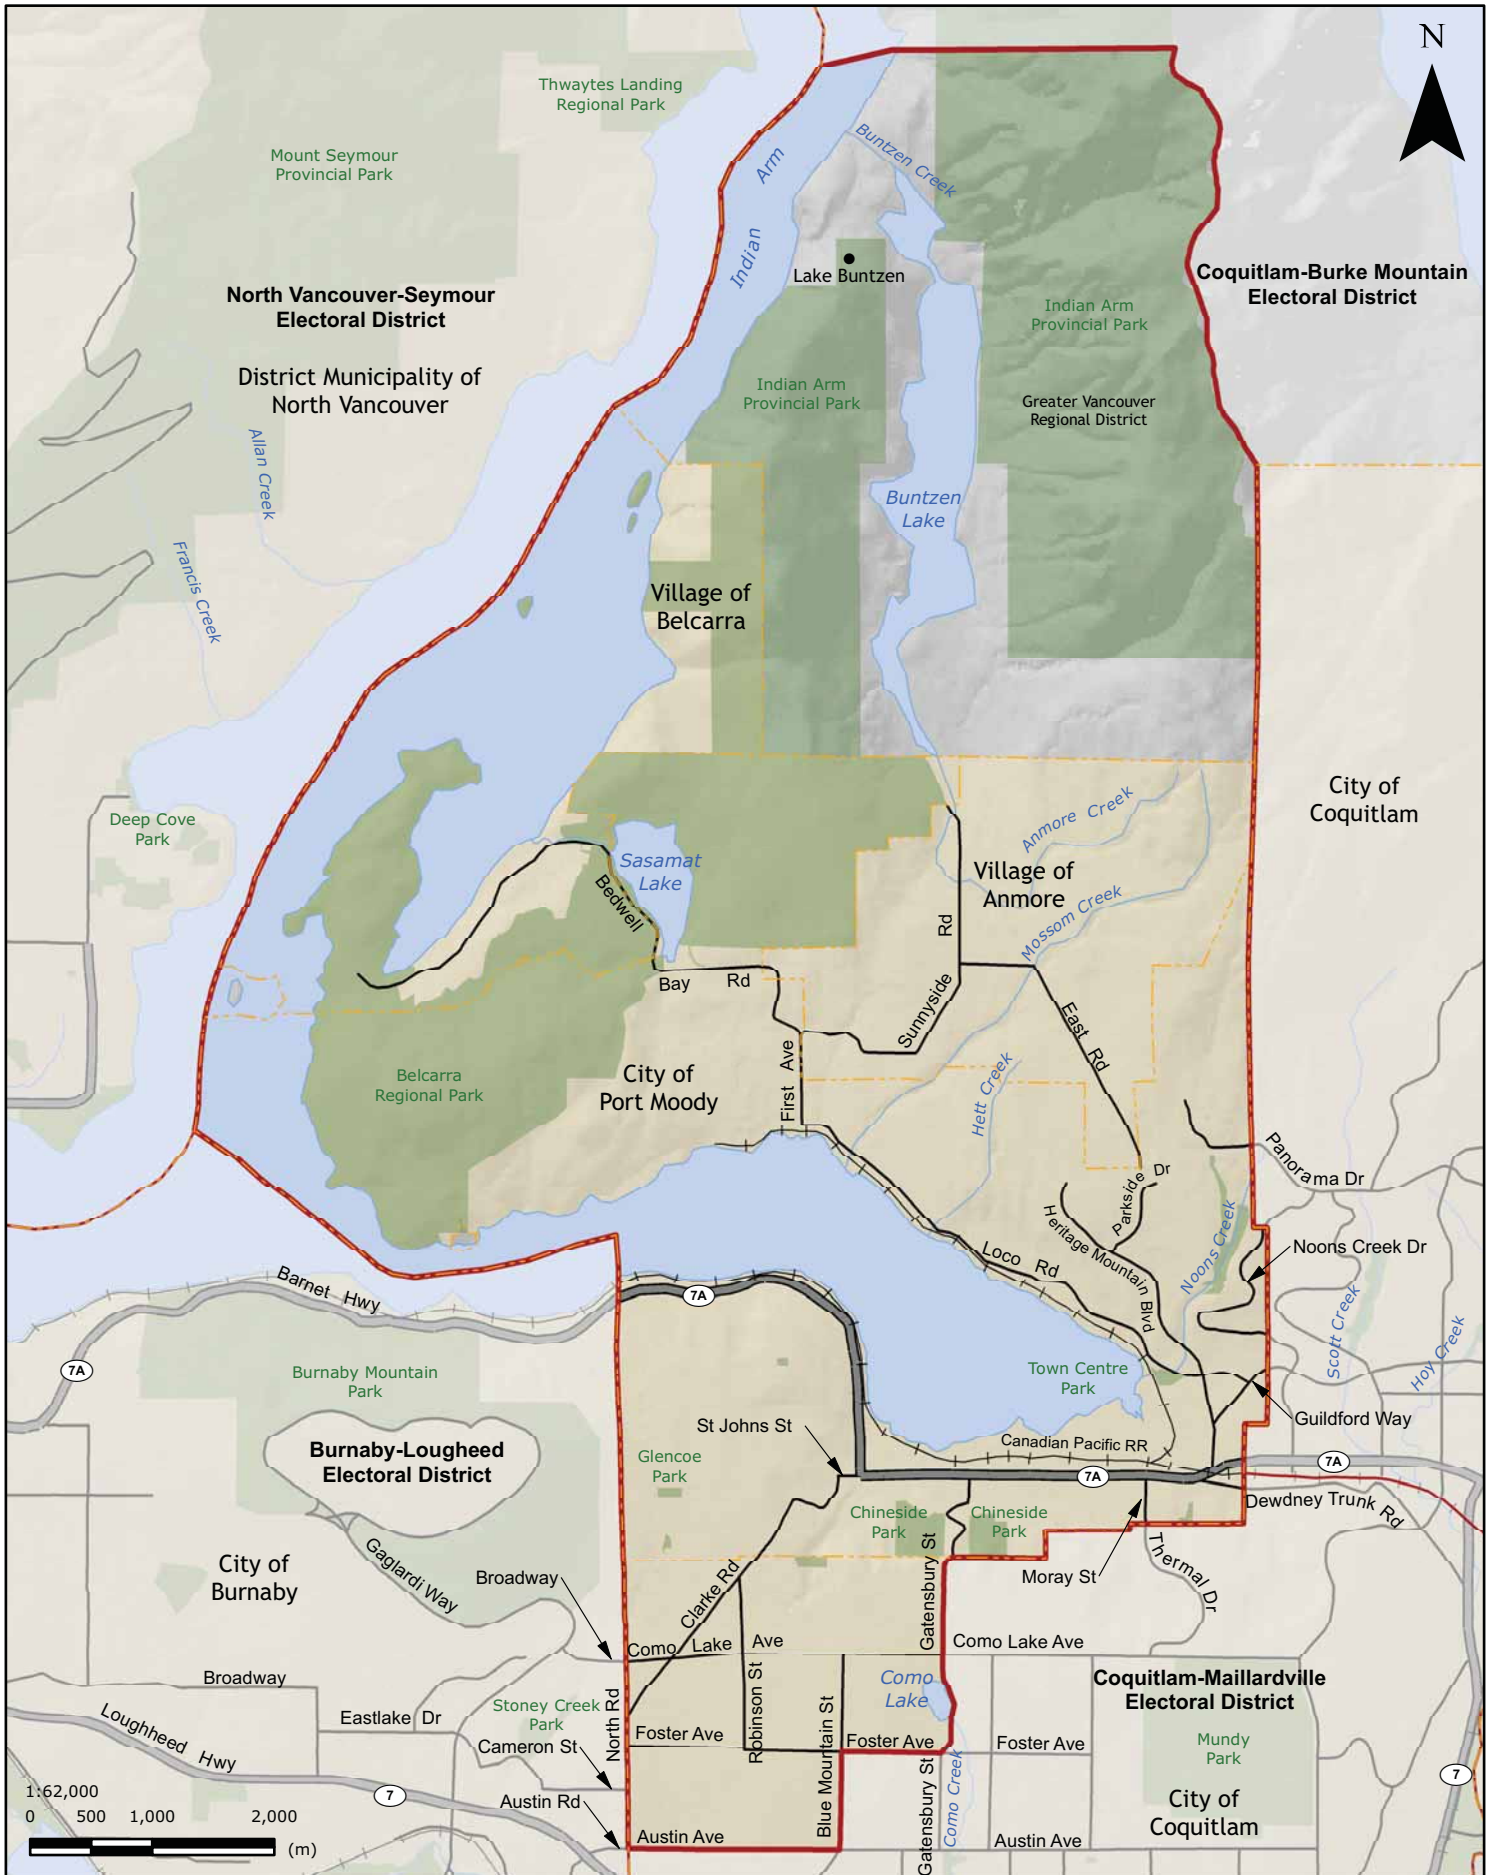 N
Thwaytes Landing
Regional Park
Mount Seymour
Provincial Park
Indian Arm
Buntzen Creek
Lake Buntzen
Coquitlam-Burke Mountain
Electoral District
North Vancouver-Seymour
Electoral District
Indian Arm
Provincial Park
District Municipality of
North Vancouver
Indian Arm
Provincial Park
Greater Vancouver
Regional District
Allan Creek
Buntzen
Lake
Francis Creek
Village of
Belcarra
City of
Coquitlam
Deep Cove
Park
Anmore Creek
Sasamat
Lake
Village of
Anmore
Bedwell
Bay Rd
Mossom Creek
Rd
Sunnyside
East Rd
First Ave
Hett Creek
City of
Port Moody
Belcarra
Regional Park
Panorama Dr
Parkside Dr
Heritage Mountain Blvd
Noons Creek
Noons Creek Dr
Loco Rd
Barnet Hwy
7A
7A
Scott Creek
Hoy Creek
Burnaby Mountain
Park
Town Centre
Park
Guildford Way
St Johns St
Canadian Pacific RR
Burnaby-Lougheed
Electoral District
Glencoe
Park
7A
7A
Dewdney Trunk Rd
Chineside
Park
Chineside
Park
Gatensbury St
Moray St
Thermal Dr
City of
Burnaby
Gaglardi Way
Broadway
Clarke Rd
Como Lake Ave
Como Lake Ave
Broadway
Robinson St
Blue Mountain St
Como
Lake
Coquitlam-Maillardville
Electoral District
Stoney Creek
Park
North Rd
Eastlake Dr
Loughheed Hwy
Foster Ave
Foster Ave
Foster Ave
Cameron St
Mundy
Park
Gatensbury St
Como Creek
7
7
City of
Coquitlam
Austin Rd
Austin Ave
Austin Ave
1:62,000
0 500 1,000 2,000
(m)